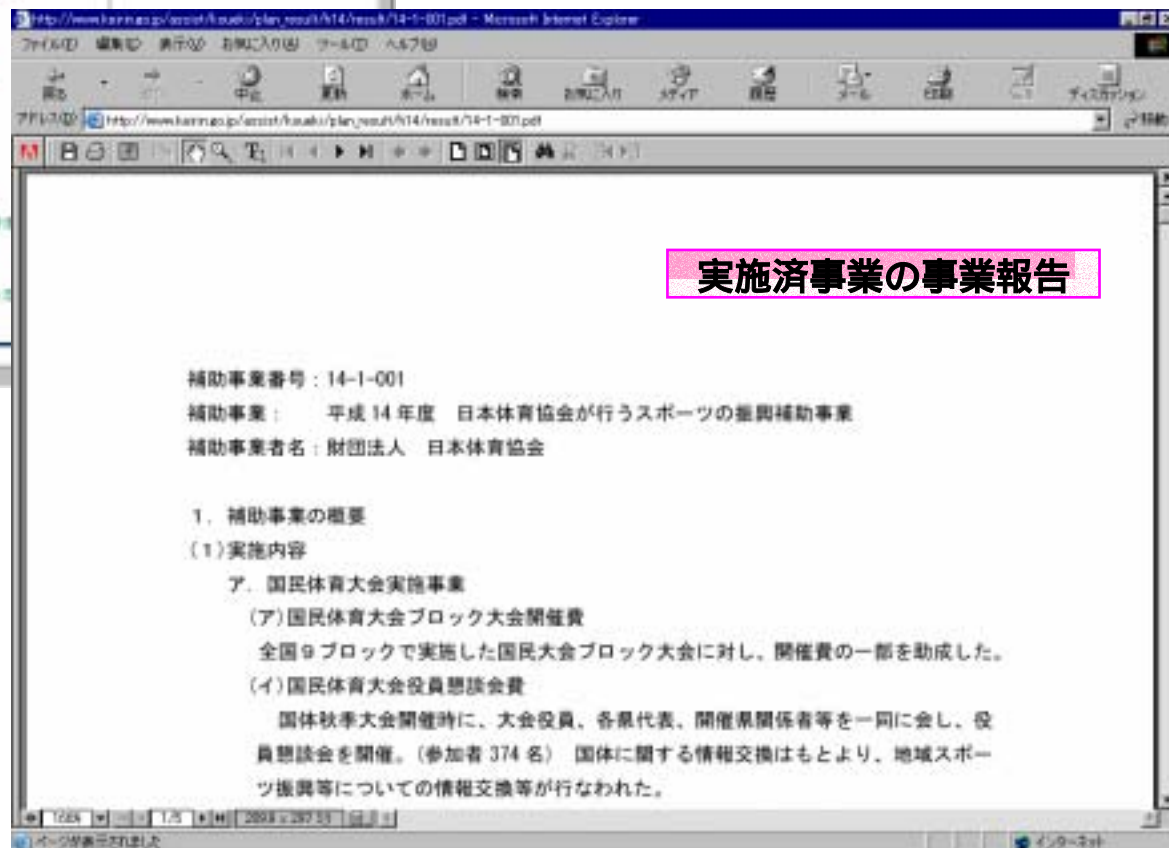 ファイル(F) 編集(E) 表示(V) お気に入り(A) ツール(T) ヘルプ(H)
戻る 中止 更新 ホーム 検索 お気に入り メディア 履歴 メール 印刷
実施済事業の事業報告
補助事業番号：14-1-001
補助事業： 平成14年度 日本体育協会が行うスポーツの振興補助事業
補助事業者名：財団法人 日本体育協会
1．補助事業の概要
(1)実施内容
ア．国民体育大会実施事業
(ア)国民体育大会ブロック大会開催費
全国9ブロックで実施した国民大会ブロック大会に対し、開催費の一部を助成した。
(イ)国民体育大会役員懇談会費
国体秋季大会開催時に、大会役員、各県代表、開催県関係者等を一同に会し、役
員懇談会を開催。(参加者374名) 国体に関する情報交換はもとより、地域スポー
ツ振興等についての情報交換等が行なわれた。
1/5
ページが表示されました
インターネット